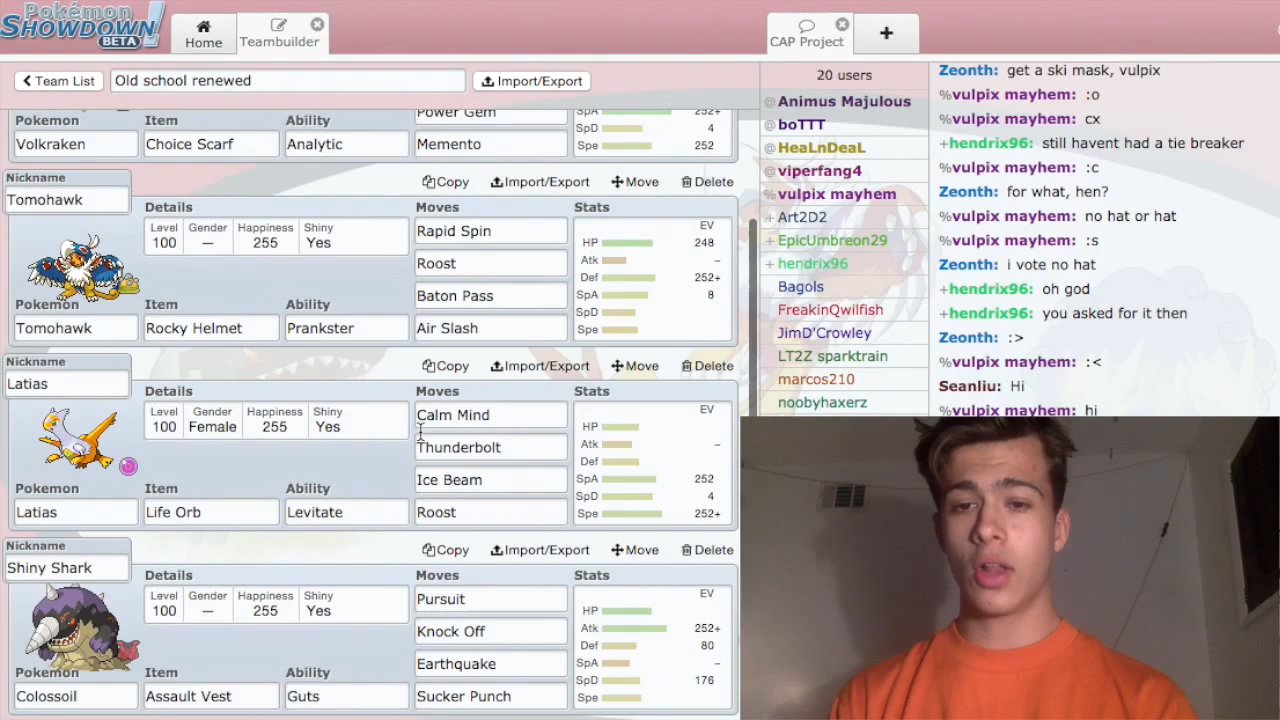 Pokémon
SHOWDOWN!
BETA
Home
Teambuilder
CAP Project
+
Team List
Old school renewed
Import/Export
Pokemon Item Ability
Volkraken Choice Scarf Analytic
Power Gem
Memento
SpA 252+
SpD 4
Spe 252
Nickname
Tomohawk
Copy Import/Export Move Delete
Details
Level Gender Happiness Shiny
100 — 255 Yes
Pokemon Item Ability
Tomohawk Rocky Helmet Prankster
Moves
Rapid Spin
Roost
Baton Pass
Air Slash
Stats
EV
HP 248
Atk –
Def 252+
SpA 8
SpD
Spe
Nickname
Latias
Copy Import/Export Move Delete
Details
Level Gender Happiness Shiny
100 Female 255 Yes
Pokemon Item Ability
Latias Life Orb Levitate
Moves
Calm Mind
Thunderbolt
Ice Beam
Roost
Stats
EV
HP
Atk –
Def
SpA 252
SpD 4
Spe 252+
Nickname
Shiny Shark
Copy Import/Export Move Delete
Details
Level Gender Happiness Shiny
100 — 255 Yes
Pokemon Item Ability
Colossoil Assault Vest Guts
Moves
Pursuit
Knock Off
Earthquake
Sucker Punch
Stats
EV
HP
Atk 252+
Def 80
SpA –
SpD 176
Spe
20 users
@Animus Majulous
@boTTT
@HeaLnDeaL
@viperfang4
%vulpix mayhem
+Art2D2
+EpicUmbreon29
+hendrix96
Bagols
FreakinQwilfish
JimD'Crowley
LT2Z sparktrain
marcos210
noobyhaxerz
Zeonth: get a ski mask, vulpix
%vulpix mayhem: :o
%vulpix mayhem: cx
+hendrix96: still havent had a tie breaker
%vulpix mayhem: :c
Zeonth: for what, hen?
%vulpix mayhem: no hat or hat
%vulpix mayhem: :s
Zeonth: i vote no hat
+hendrix96: oh god
+hendrix96: you asked for it then
Zeonth: :>
%vulpix mayhem: :<
Seanliu: Hi
%vulpix mayhem: hi